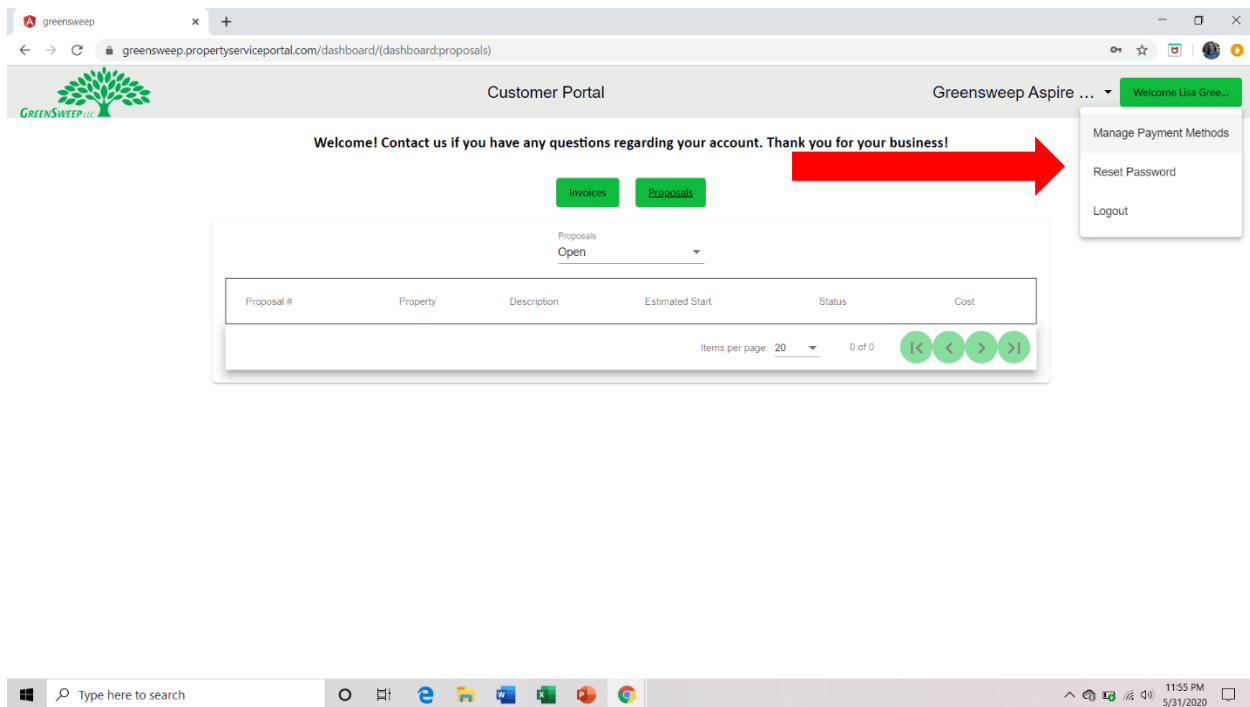 greensweep
greensweep.propertyserviceportal.com/dashboard/(dashboard:proposals)
GREENSWEEP LLC
Customer Portal
Greensweep Aspire ...
Welcome Lisa Gree...
Manage Payment Methods
Reset Password
Logout
Welcome! Contact us if you have any questions regarding your account. Thank you for your business!
Invoices
Proposals
Proposals
Open
Proposal # Property Description Estimated Start Status Cost
Items per page: 20 0 of 0
Type here to search
11:55 PM
5/31/2020